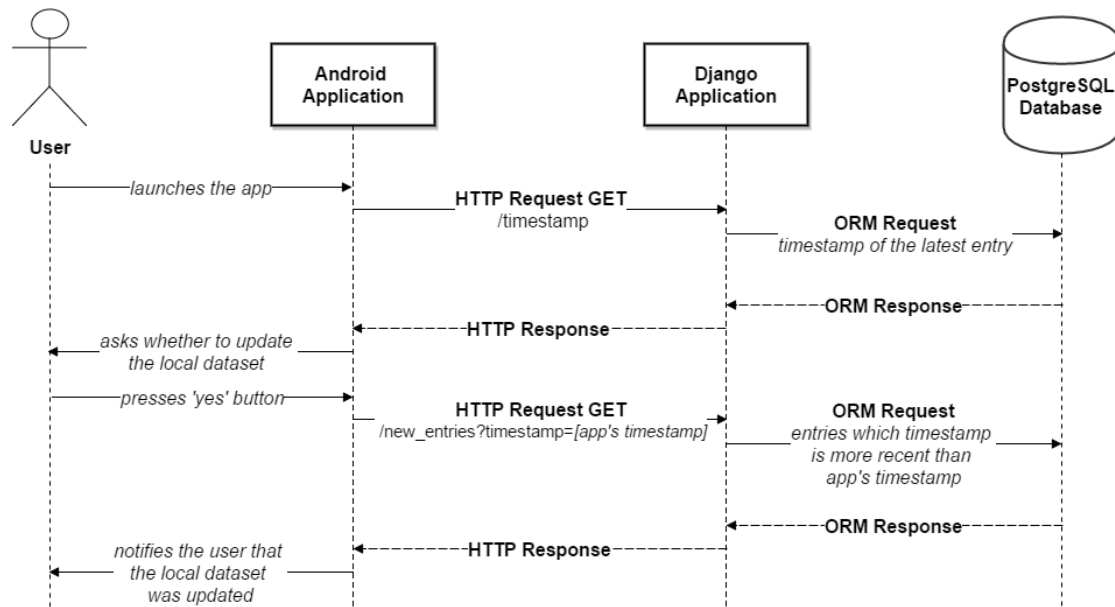 Android
Application
Django
Application
PostgreSQL
Database
User
launches the app
HTTP Request GET
/timestamp
ORM Request
timestamp of the latest entry
ORM Response
HTTP Response
asks whether to update
the local dataset
presses 'yes' button
HTTP Request GET
/new_entries?timestamp=[app's timestamp]
ORM Request
entries which timestamp
is more recent than
app's timestamp
ORM Response
HTTP Response
notifies the user that
the local dataset
was updated